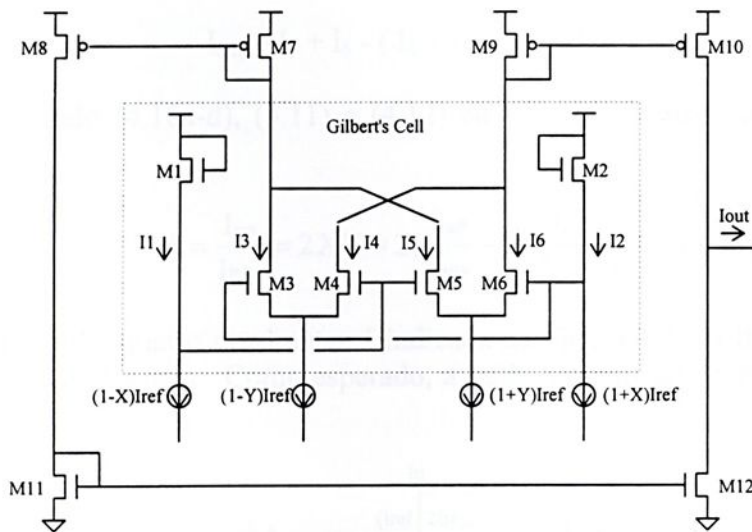 M8
M7
M9
M10
Gilbert's Cell
M1
M2
Iout
I1
I3
I4
I5
I6
I2
M3
M4
M5
M6
(1-X)Iref
(1-Y)Iref
(1+Y)Iref
(1+X)Iref
M11
M12